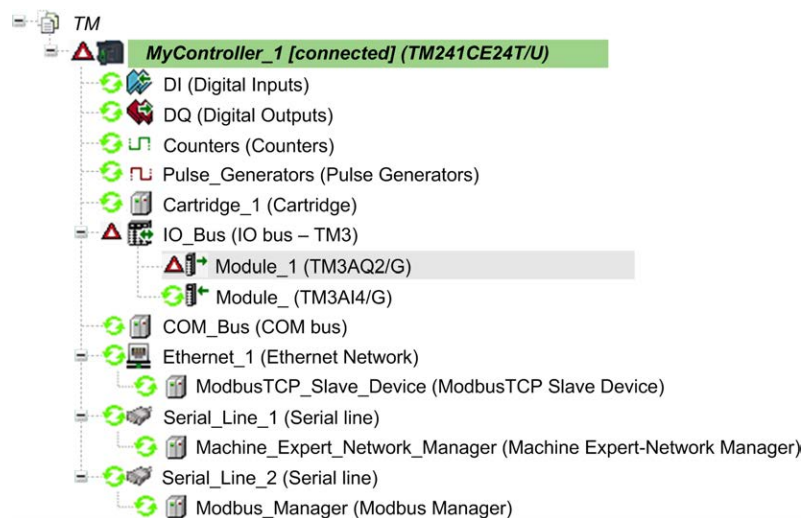 TM
MyController_1 [connected] (TM241CE24T/U)
DI (Digital Inputs)
DQ (Digital Outputs)
Counters (Counters)
Pulse_Generators (Pulse Generators)
Cartridge_1 (Cartridge)
IO_Bus (IO bus – TM3)
Module_1 (TM3AQ2/G)
Module_ (TM3AI4/G)
COM_Bus (COM bus)
Ethernet_1 (Ethernet Network)
ModbusTCP_Slave_Device (ModbusTCP Slave Device)
Serial_Line_1 (Serial line)
Machine_Expert_Network_Manager (Machine Expert-Network Manager)
Serial_Line_2 (Serial line)
Modbus_Manager (Modbus Manager)